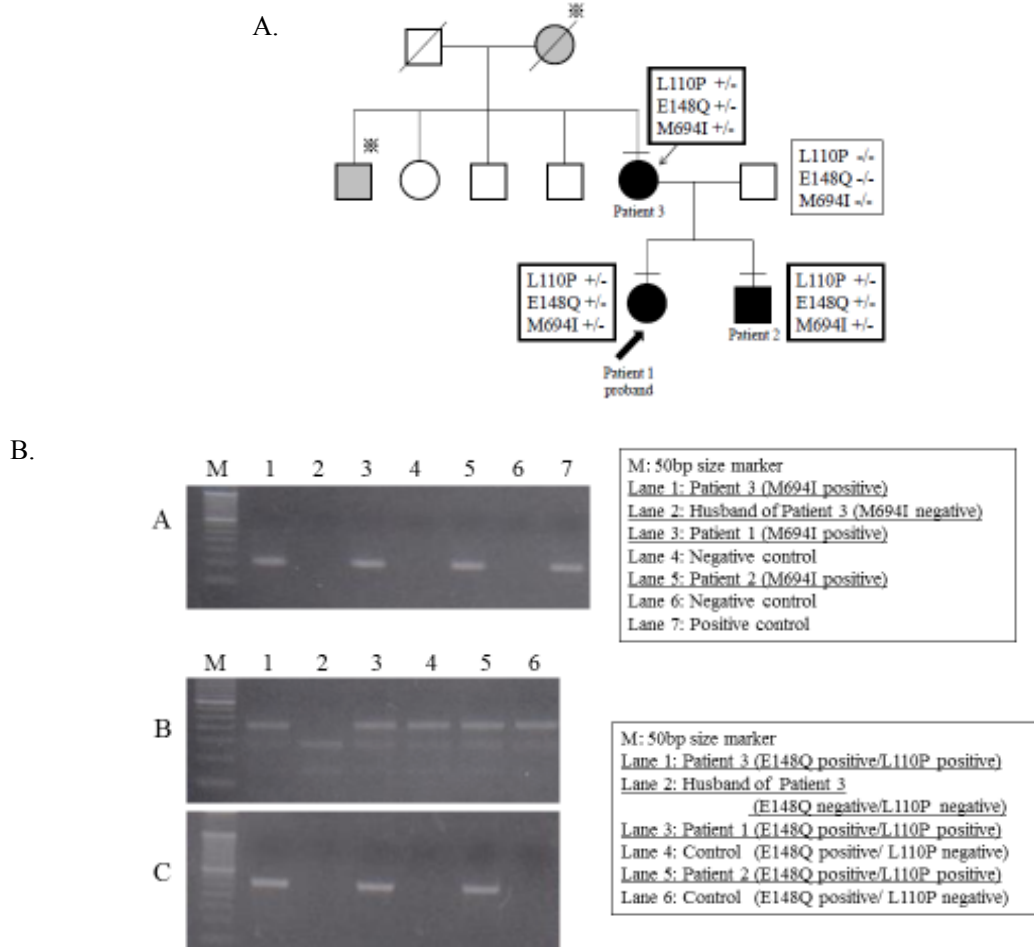 A.
※
L110P +/-
E148Q +/-
M694I +/-
※
L110P -/-
E148Q -/-
M694I -/-
Patient 3
L110P +/-
E148Q +/-
M694I +/-
L110P +/-
E148Q +/-
M694I +/-
Patient 2
Patient 1
proband
B.
M 1 2 3 4 5 6 7
A
M: 50bp size marker
Lane 1: Patient 3 (M694I positive)
Lane 2: Husband of Patient 3 (M694I negative)
Lane 3: Patient 1 (M694I positive)
Lane 4: Negative control
Lane 5: Patient 2 (M694I positive)
Lane 6: Negative control
Lane 7: Positive control
M 1 2 3 4 5 6
B
C
M: 50bp size marker
Lane 1: Patient 3 (E148Q positive/L110P positive)
Lane 2: Husband of Patient 3
(E148Q negative/L110P negative)
Lane 3: Patient 1 (E148Q positive/L110P positive)
Lane 4: Control (E148Q positive/ L110P negative)
Lane 5: Patient 2 (E148Q positive/L110P positive)
Lane 6: Control (E148Q positive/ L110P negative)